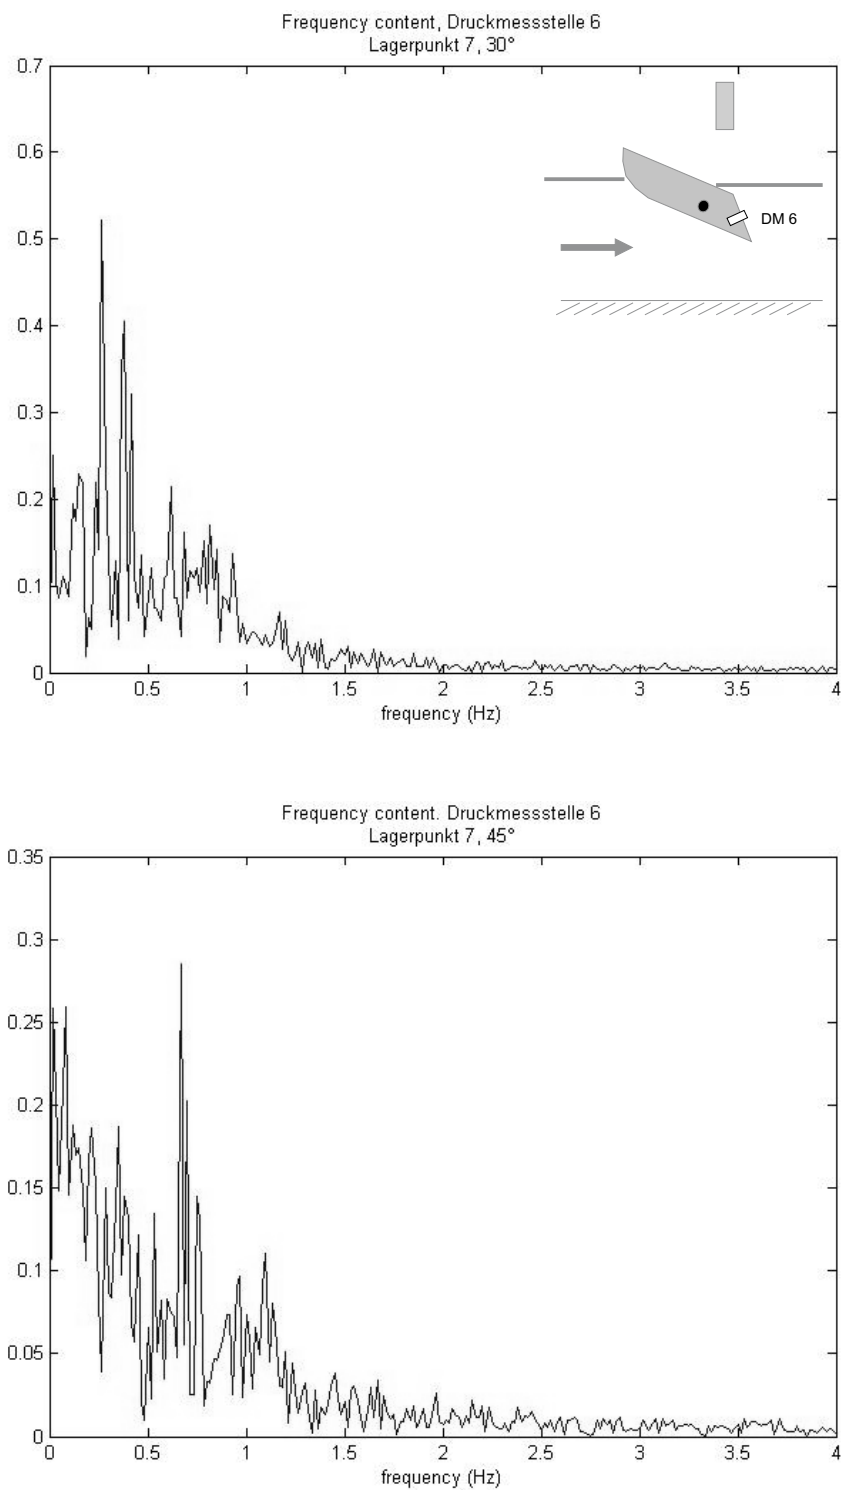 Frequency content, Druckmessstelle 6
Lagerpunkt 7, 30°
0.7
0.6
0.5
0.4
0.3
0.2
0.1
0
DM 6
0 0.5 1 1.5 2 2.5 3 3.5 4
frequency (Hz)
Frequency content. Druckmessstelle 6
Lagerpunkt 7, 45°
0.35
0.3
0.25
0.2
0.15
0.1
0.05
0
0 0.5 1 1.5 2 2.5 3 3.5 4
frequency (Hz)